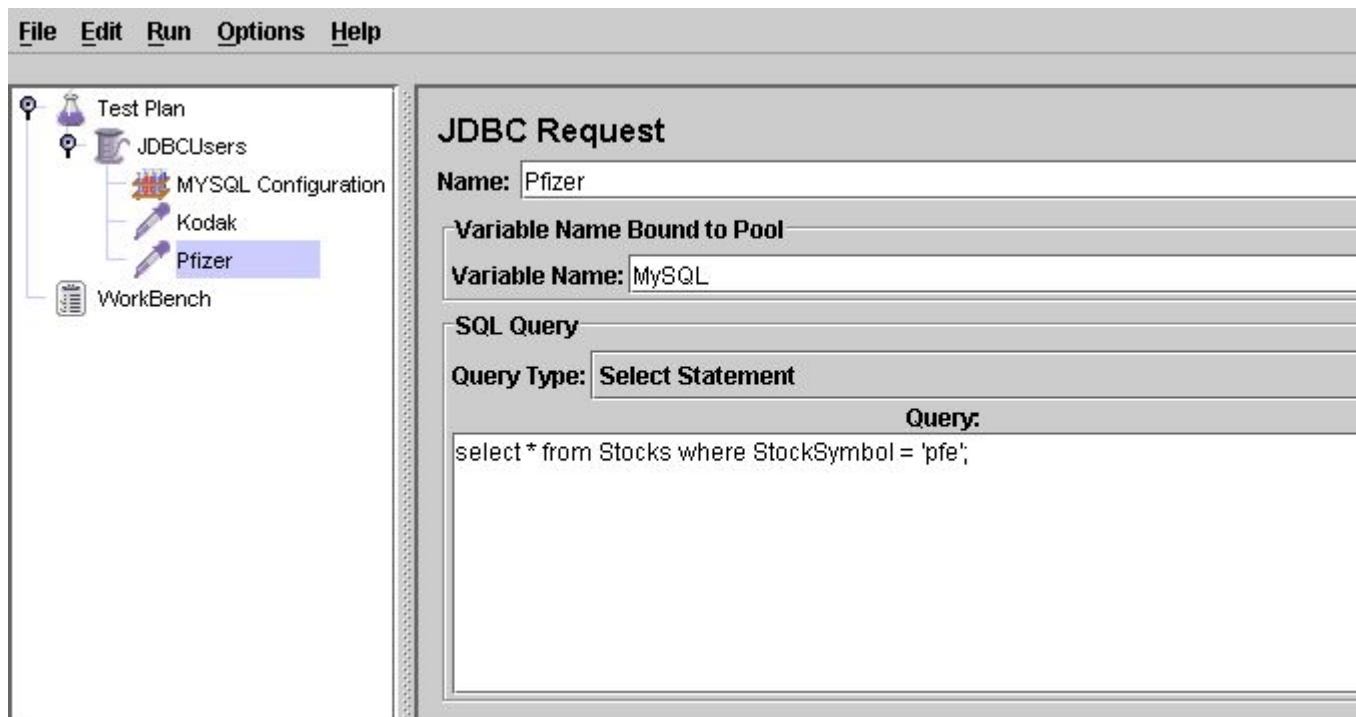 File Edit Run Options Help
Test Plan
JDBCUsers
MYSQL Configuration
Kodak
Pfizer
WorkBench
JDBC Request
Name: Pfizer
Variable Name Bound to Pool
Variable Name: MySQL
SQL Query
Query Type: Select Statement
Query:
select * from Stocks where StockSymbol = 'pfe';